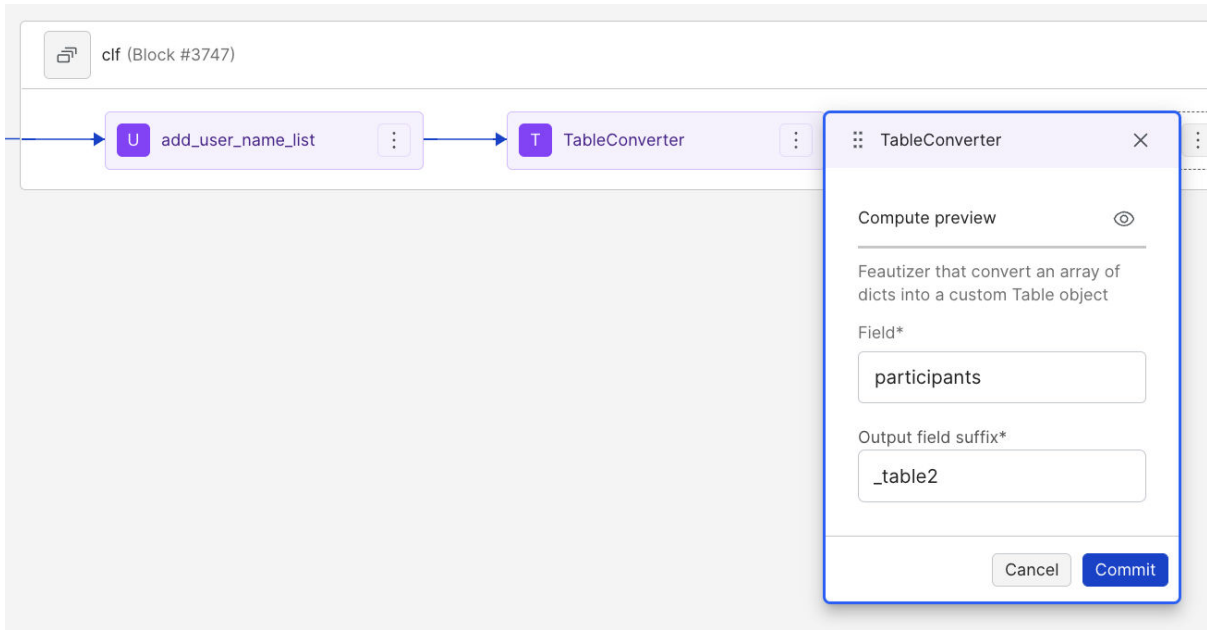 clf (Block #3747)
U add_user_name_list
T TableConverter
TableConverter
Compute preview
Feautizer that convert an array of
dicts into a custom Table object
Field*
participants
Output field suffix*
_table2
Cancel
Commit